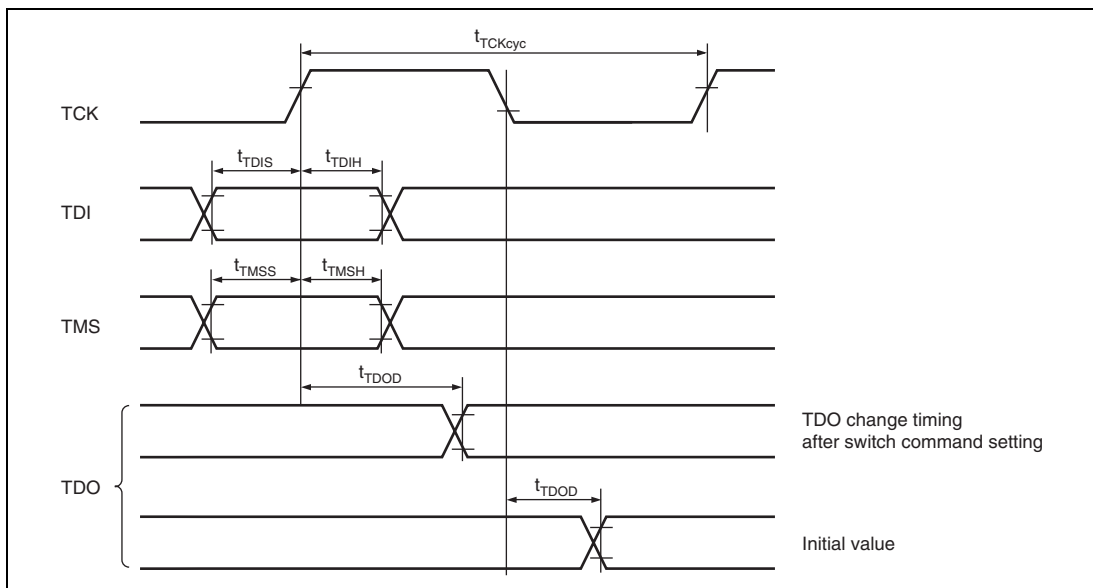 tTCKcyc
TCK
tTDIS
tTDIH
TDI
tTMSS
tTMSH
TMS
tTDOD
TDO change timing
after switch command setting
TDO
tTDOD
Initial value